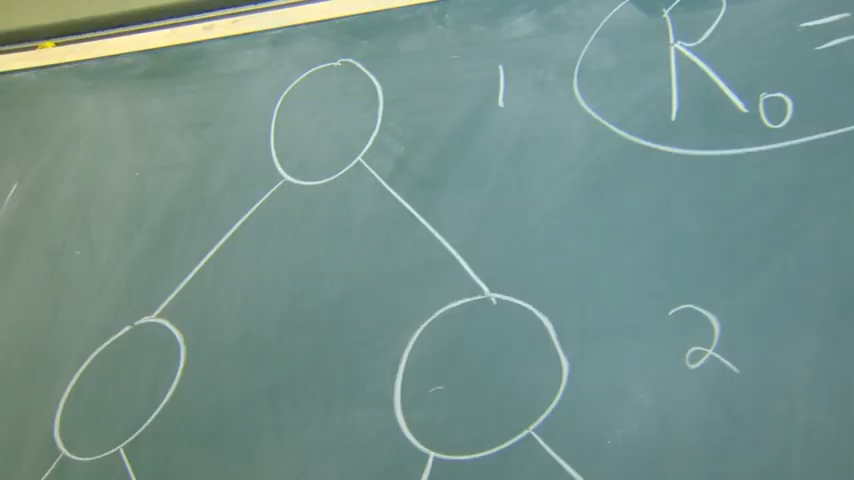 R₀ =
1
2